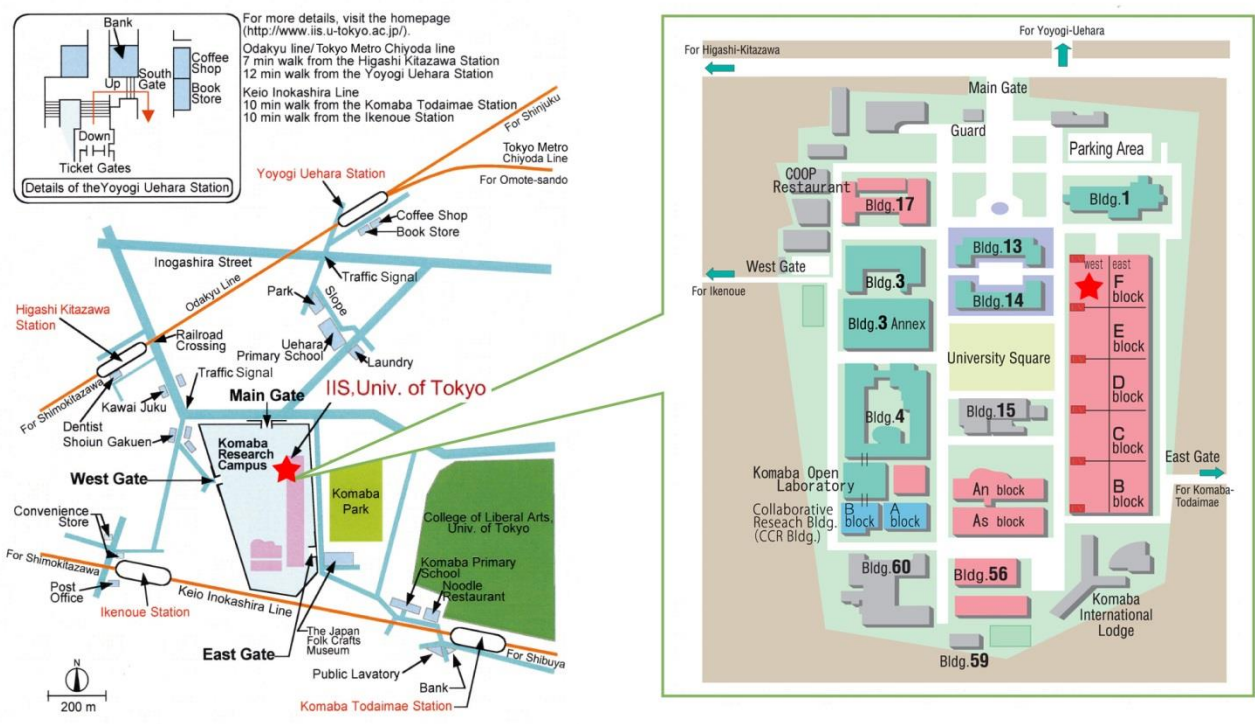 Bank
Up
South
Gate
Coffee
Shop
Book
Store
Down
Ticket Gates
Details of theYoyogi Uehara Station
For more details, visit the homepage
(http://www.iis.u-tokyo.ac.jp/).
Odakyu line/Tokyo Metro Chiyoda line
7 min walk from the Higashi Kitazawa Station
12 min walk from the Yoyogi Uehara Station
Keio Inokashira Line
10 min walk from the Komaba Todaimae Station
10 min walk from the Ikenoue Station
For Shinjuku
Tokyo Metro
Chiyoda Line
For Omote-sando
Yoyogi Uehara Station
Coffee Shop
Book Store
Inogashira Street
Traffic Signal
Odakyu Line
Park
Slope
Higashi Kitazawa
Station
Railroad
Crossing
Uehara
Primary School
Laundry
Traffic Signal
For Shimokitazawa
Kawai Juku
Dentist
Shoiun Gakuen
Main Gate
IIS,Univ. of Tokyo
Komaba
Research
Campus
West Gate
Komaba
Park
College of Liberal Arts,
Univ. of Tokyo
Convenience
Store
For Shimokitazawa
Post
Office
Ikenoue Station
Keio Inokashira Line
Komaba Primary
School
Noodle
Restaurant
The Japan
Folk Crafts
Museum
East Gate
Public Lavatory
Bank
For Shibuya
Komaba Todaimae Station
N
200 m
For Yoyogi-Uehara
For Higashi-Kitazawa
Main Gate
Guard
Parking Area
COOP
Restaurant
Bldg.17
Bldg.1
West Gate
For Ikenoue
Bldg.13
Bldg.3
Bldg.14
west
east
F
block
Bldg.3 Annex
University Square
E
block
D
block
Bldg.4
Bldg.15
C
block
East Gate
For Komaba-
Todaimae
Komaba Open
Laboratory
B
block
An block
As block
Collaborative
Reseach Bldg.
(CCR Bldg.)
B
block
A
block
Bldg.60
Bldg.56
Komaba
International
Lodge
Bldg.59